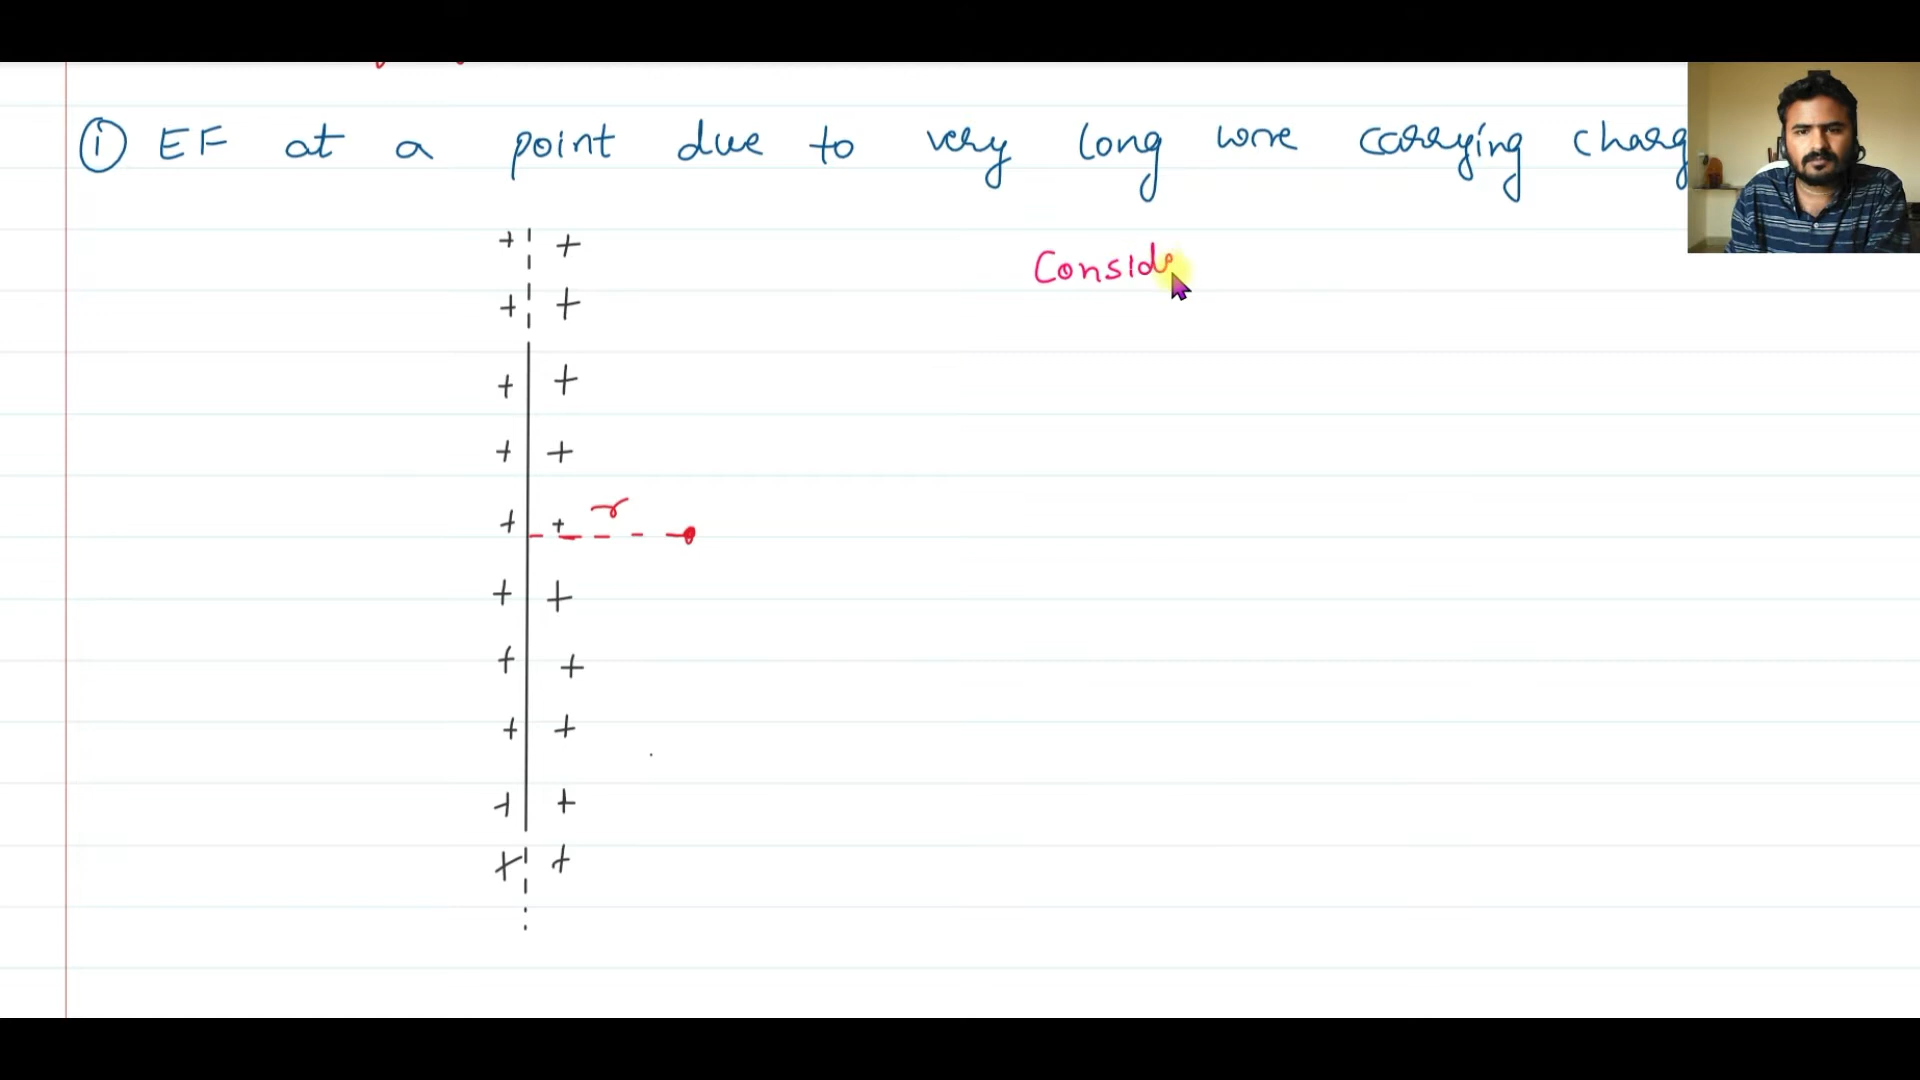 ① EF at a point due to very long wire carrying charg
Conside
r